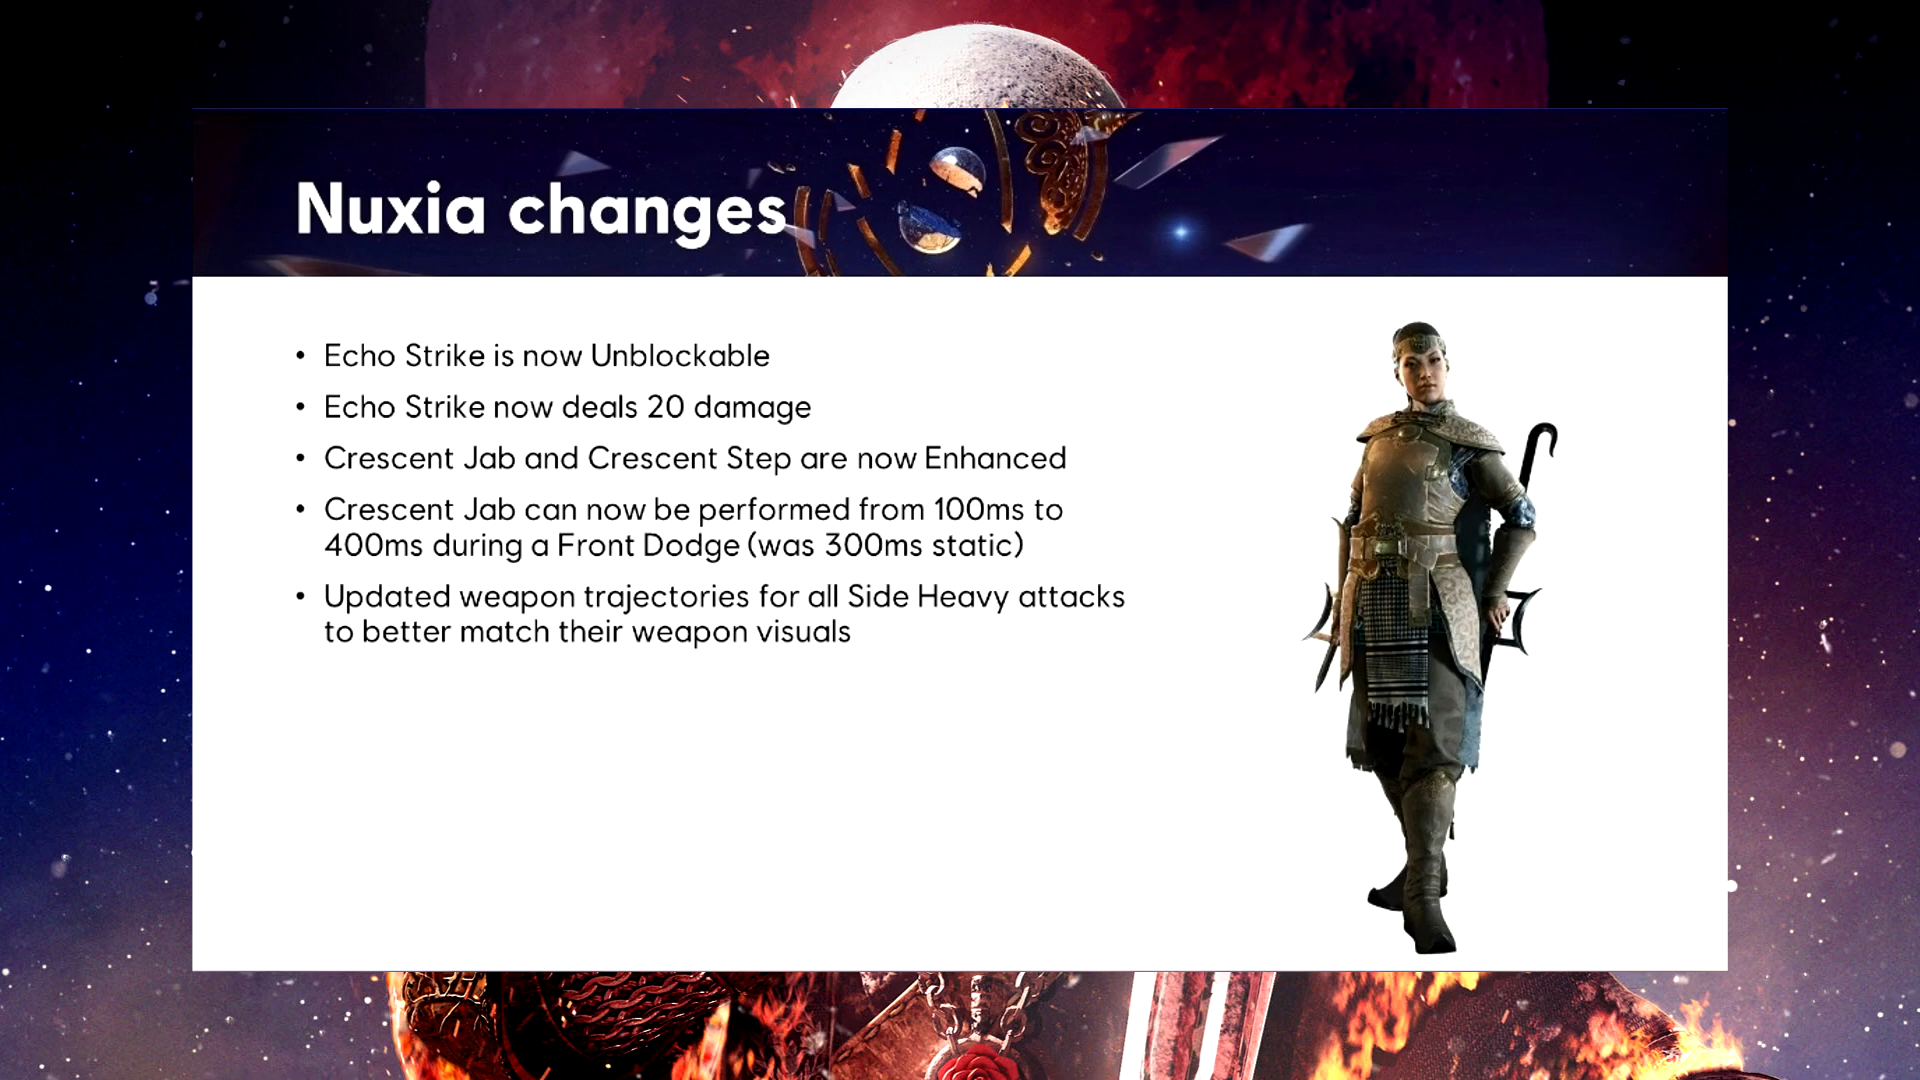 Nuxia changes
• Echo Strike is now Unblockable
• Echo Strike now deals 20 damage
• Crescent Jab and Crescent Step are now Enhanced
• Crescent Jab can now be performed from 100ms to
400ms during a Front Dodge (was 300ms static)
• Updated weapon trajectories for all Side Heavy attacks
to better match their weapon visuals